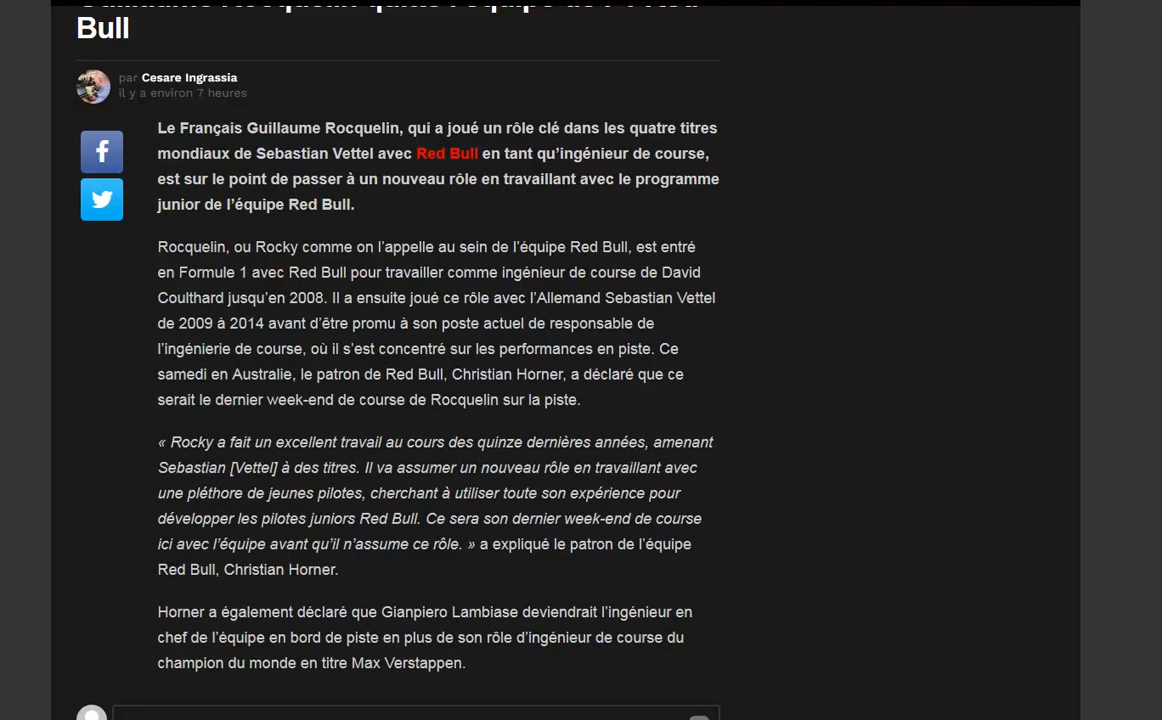 Bull
par Cesare Ingrassia
il y a environ 7 heures
Le Français Guillaume Rocquelin, qui a joué un rôle clé dans les quatre titres
mondiaux de Sebastian Vettel avec Red Bull en tant qu’ingénieur de course,
est sur le point de passer à un nouveau rôle en travaillant avec le programme
junior de l’équipe Red Bull.
Rocquelin, ou Rocky comme on l’appelle au sein de l’équipe Red Bull, est entré
en Formule 1 avec Red Bull pour travailler comme ingénieur de course de David
Coulthard jusqu’en 2008. Il a ensuite joué ce rôle avec l’Allemand Sebastian Vettel
de 2009 à 2014 avant d’être promu à son poste actuel de responsable de
l’ingénierie de course, où il s’est concentré sur les performances en piste. Ce
samedi en Australie, le patron de Red Bull, Christian Horner, a déclaré que ce
serait le dernier week-end de course de Rocquelin sur la piste.
« Rocky a fait un excellent travail au cours des quinze dernières années, amenant
Sebastian [Vettel] à des titres. Il va assumer un nouveau rôle en travaillant avec
une pléthore de jeunes pilotes, cherchant à utiliser toute son expérience pour
développer les pilotes juniors Red Bull. Ce sera son dernier week-end de course
ici avec l’équipe avant qu’il n’assume ce rôle. » a expliqué le patron de l’équipe
Red Bull, Christian Horner.
Horner a également déclaré que Gianpiero Lambiase deviendrait l’ingénieur en
chef de l’équipe en bord de piste en plus de son rôle d’ingénieur de course du
champion du monde en titre Max Verstappen.